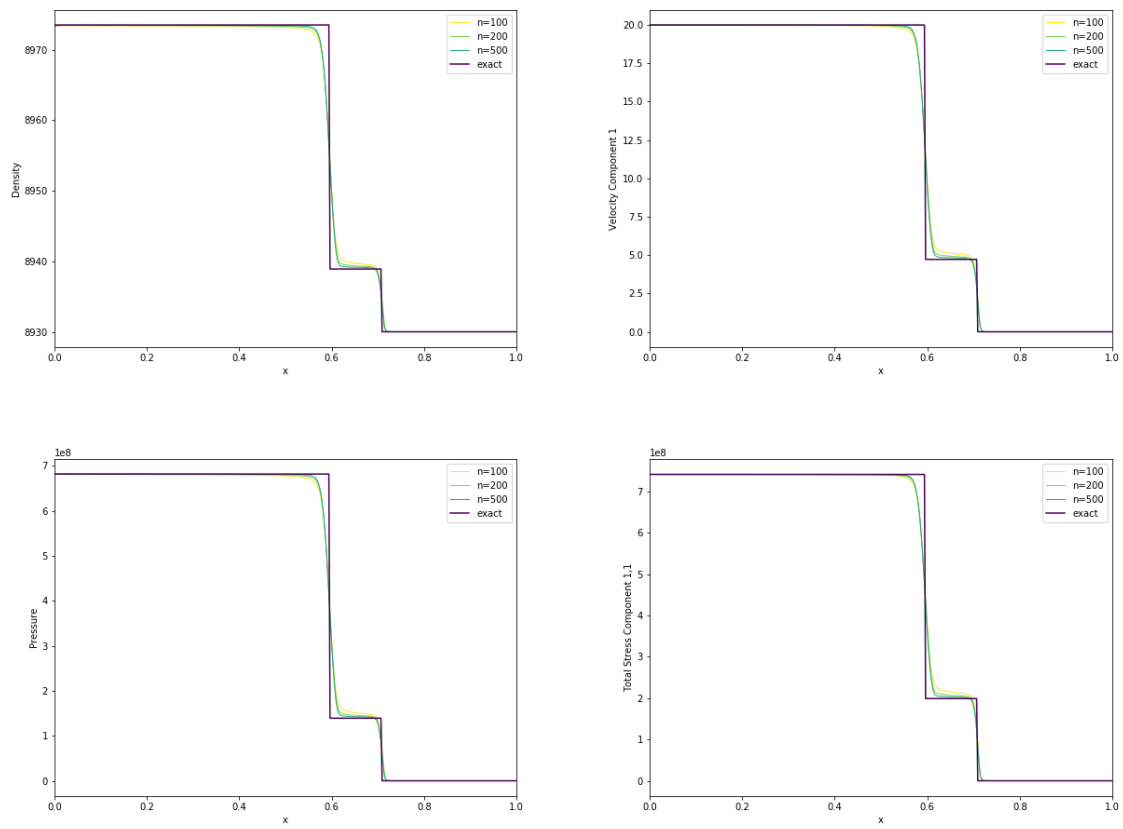 n=100
n=200
n=500
exact
8970
8960
8950
8940
8930
Density
0.0 0.2 0.4 0.6 0.8 1.0
x
n=100
n=200
n=500
exact
20.0
17.5
15.0
12.5
10.0
7.5
5.0
2.5
0.0
Velocity Component 1
0.0 0.2 0.4 0.6 0.8 1.0
x
1e8
n=100
n=200
n=500
exact
7
6
5
4
3
2
1
0
Pressure
0.0 0.2 0.4 0.6 0.8 1.0
x
1e8
n=100
n=200
n=500
exact
7
6
5
4
3
2
1
0
Total Stress Component 1,1
0.0 0.2 0.4 0.6 0.8 1.0
x